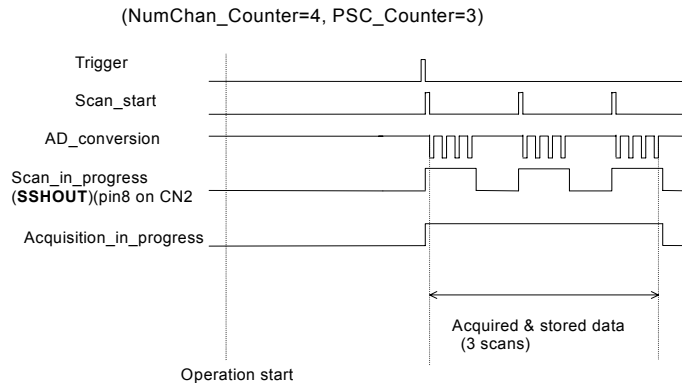 (NumChan_Counter=4, PSC_Counter=3)
Trigger
Scan_start
AD_conversion
Scan_in_progress
(SSHOUT)(pin8 on CN2
Acquisition_in_progress
Acquired & stored data
(3 scans)
Operation start